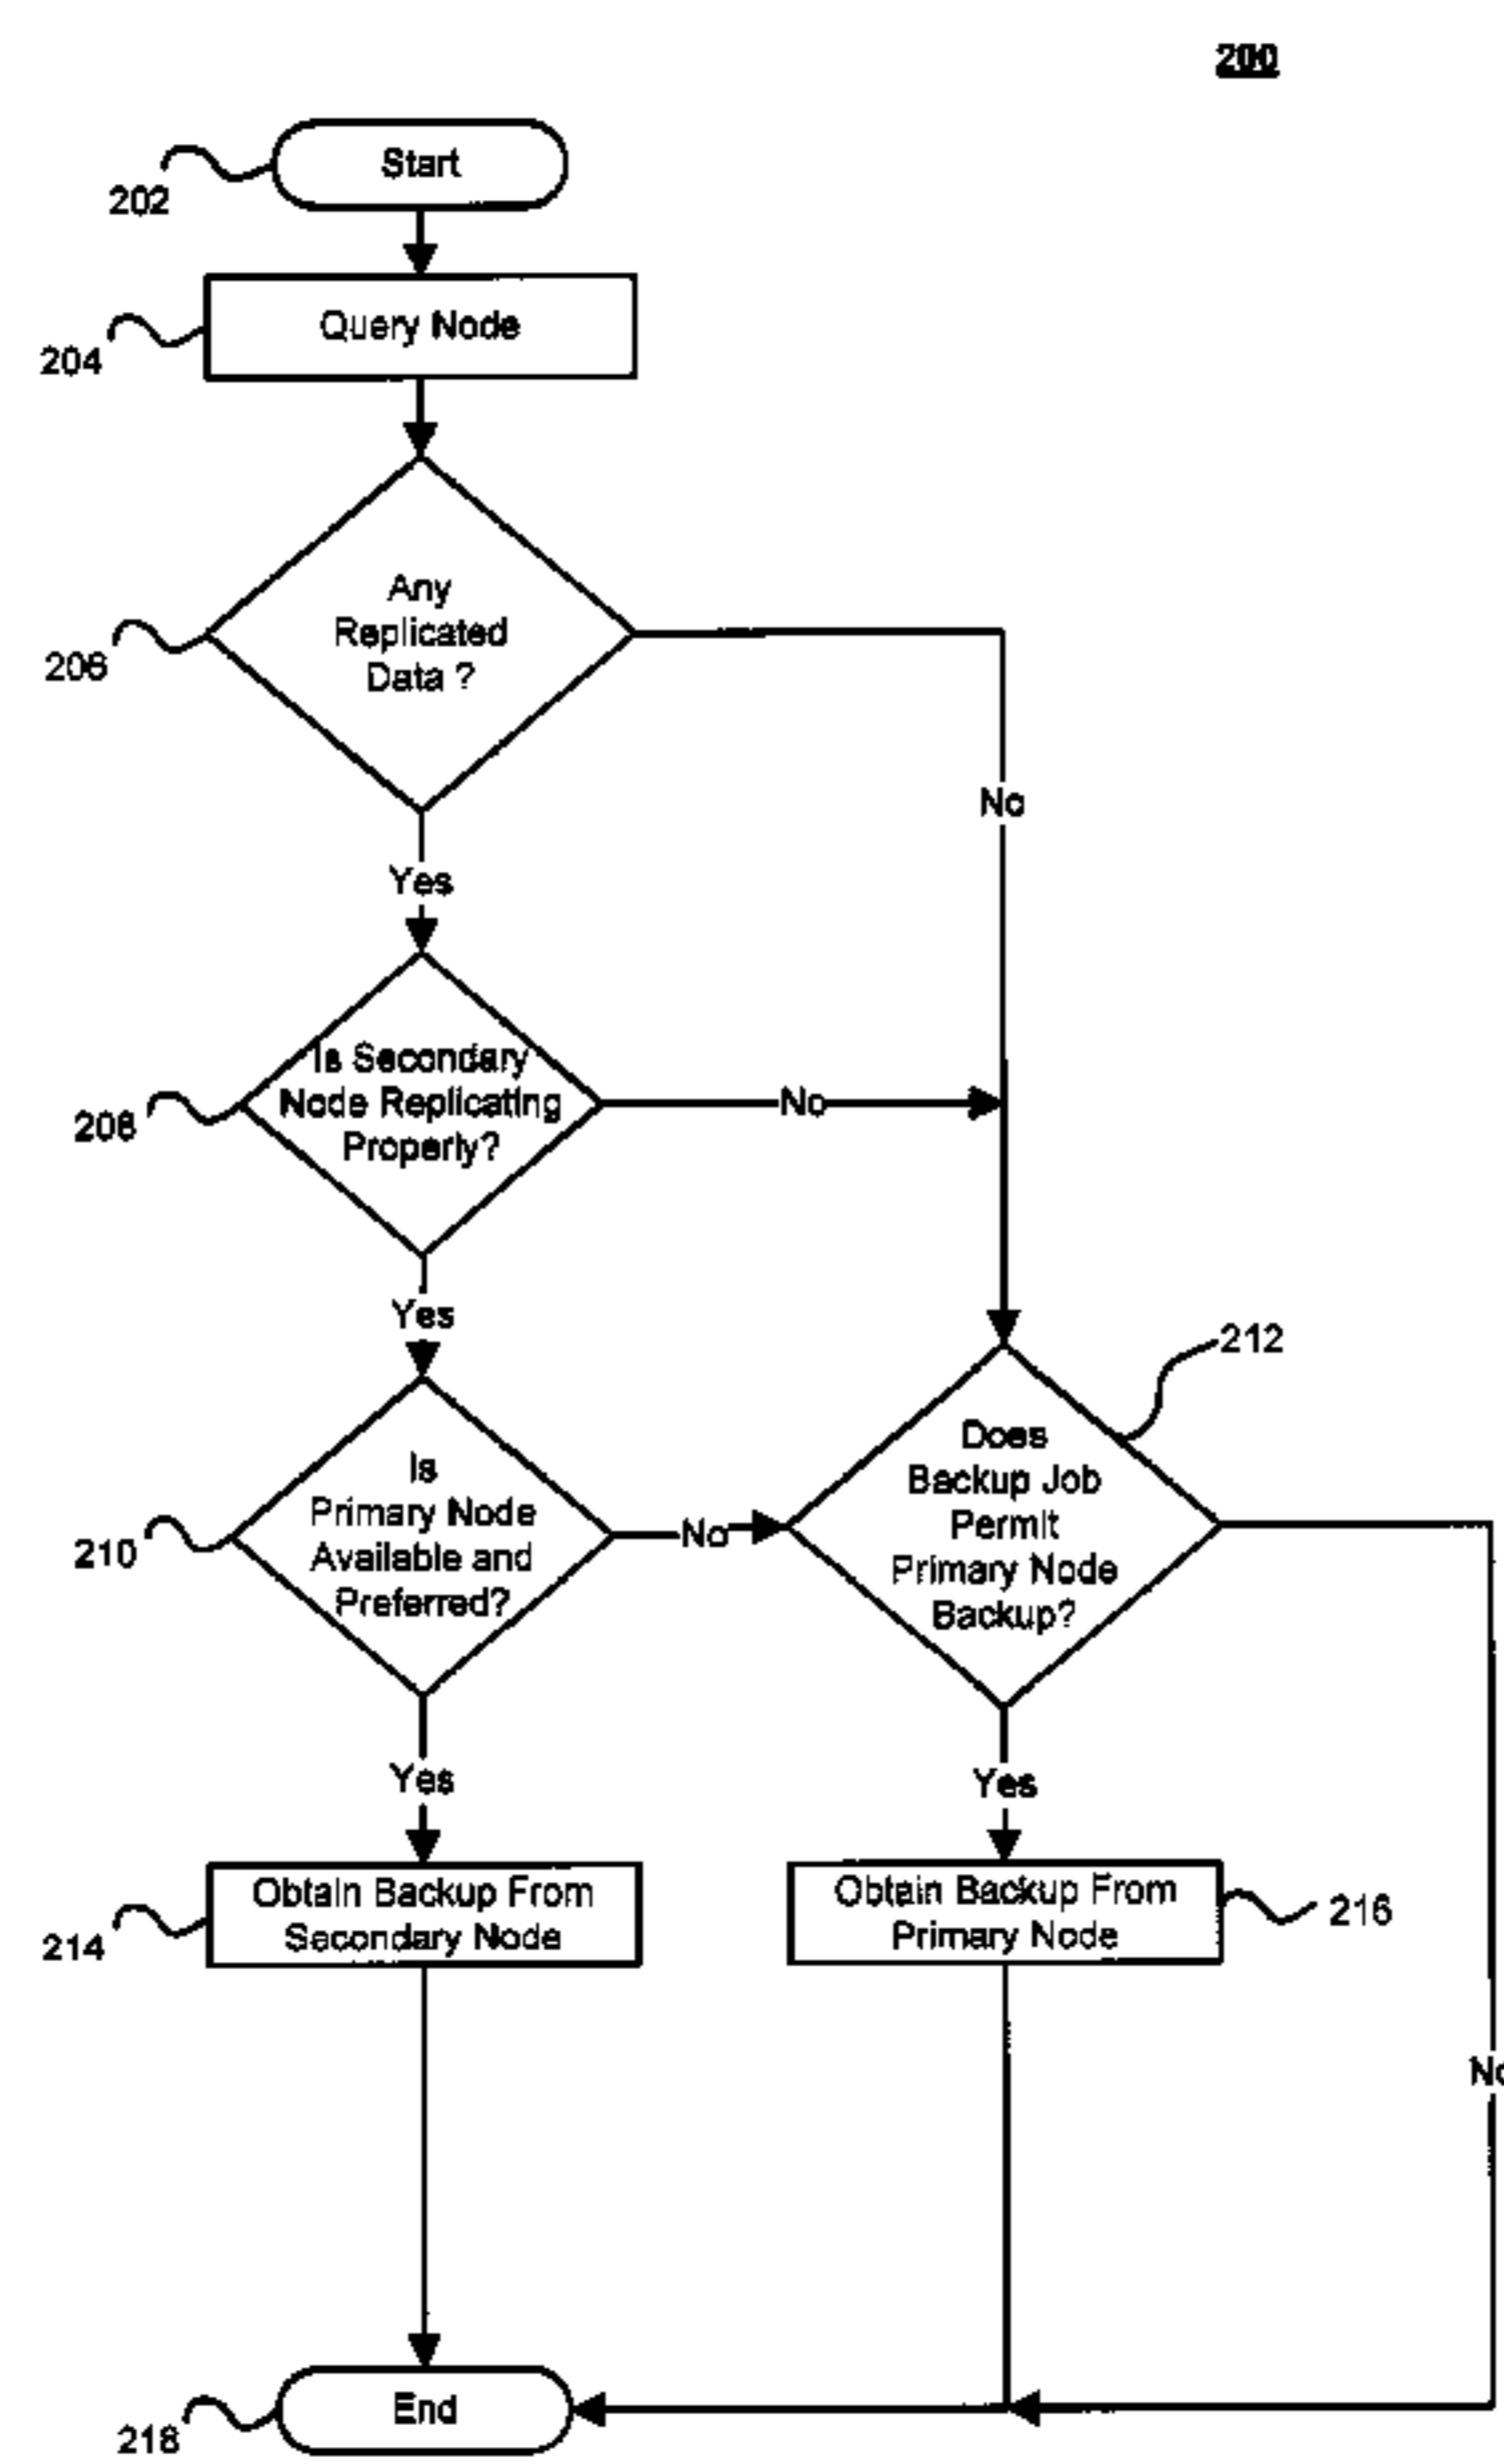 200
Start
202
Query Node
204
Any
Replicated
Data ?
206
No
Yes
Is Secondary
Node Replicating
Properly?
208
No
Yes
212
Is
Primary Node
Available and
Preferred?
210
No
Does
Backup Job
Permit
Primary Node
Backup?
Yes
Yes
Obtain Backup From
Secondary Node
214
Obtain Backup From
Primary Node
216
No
End
218